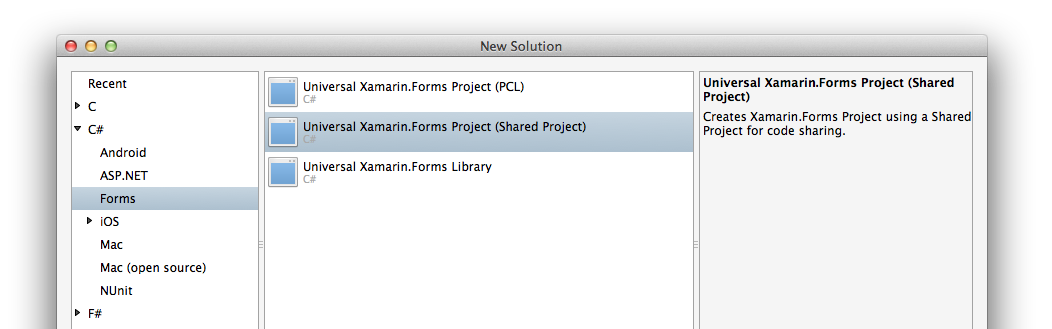 New Solution
Recent
C
C#
Android
ASP.NET
Forms
iOS
Mac
Mac (open source)
NUnit
F#
Universal Xamarin.Forms Project (PCL)
C#
Universal Xamarin.Forms Project (Shared Project)
C#
Universal Xamarin.Forms Library
C#
Universal Xamarin.Forms Project (Shared
Project)
Creates Xamarin.Forms Project using a Shared
Project for code sharing.